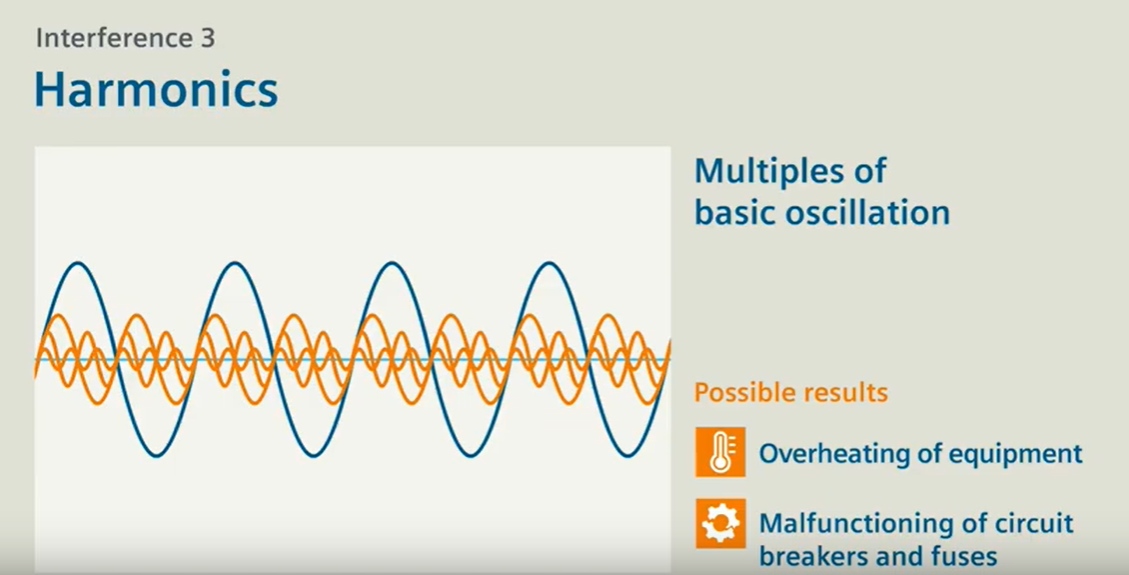 Interference 3
Harmonics
Multiples of
basic oscillation
Possible results
Overheating of equipment
Malfunctioning of circuit
breakers and fuses